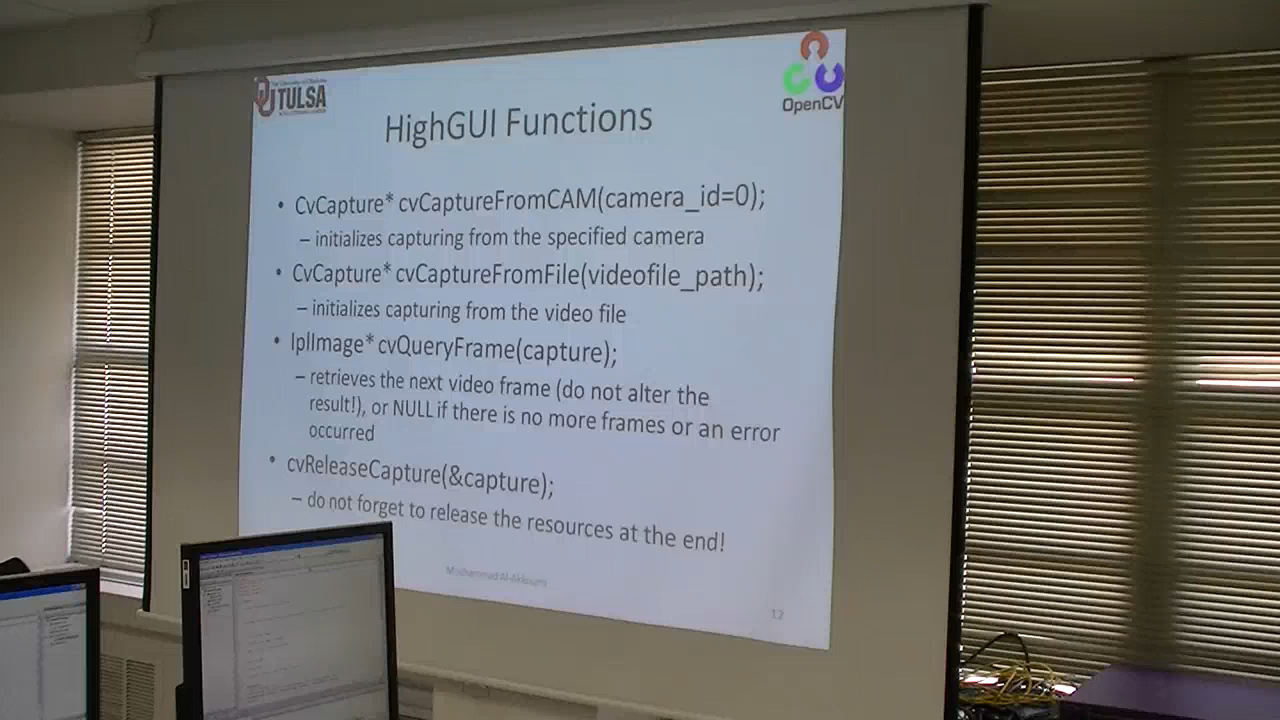 TULSA
OpenCV
HighGUI Functions
• CvCapture* cvCaptureFromCAM(camera_id=0);
– initializes capturing from the specified camera
• CvCapture* cvCaptureFromFile(videofile_path);
– initializes capturing from the video file
• IplImage* cvQueryFrame(capture);
– retrieves the next video frame (do not alter the
result!), or NULL if there is no more frames or an error
occurred
• cvReleaseCapture(&capture);
– do not forget to release the resources at the end!
Mouhammad Al-Akkoumi
12